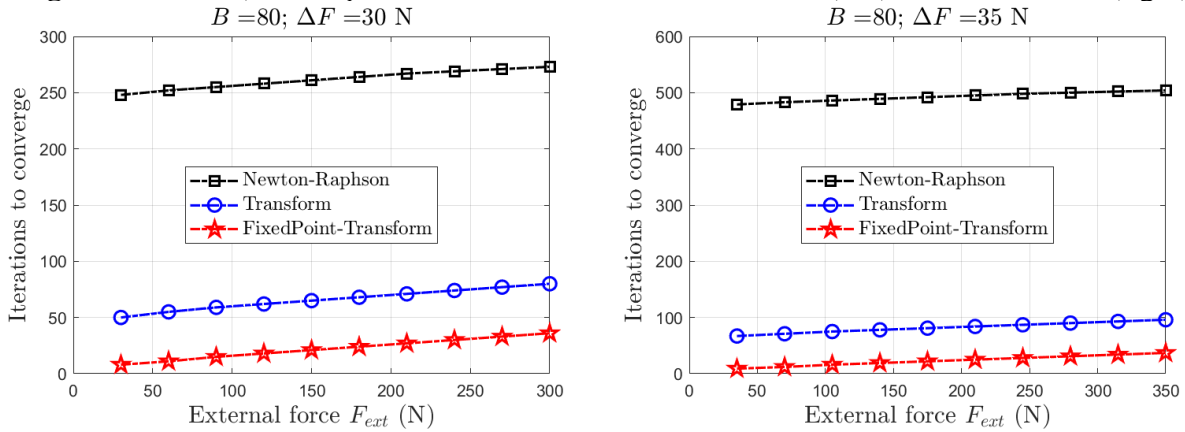 B =80; ΔF =30 N
300
250
200
150
100
50
0
Iterations to converge
Newton-Raphson
Transform
FixedPoint-Transform
0 50 100 150 200 250 300
External force F_ext (N)
B =80; ΔF =35 N
600
500
400
300
200
100
0
Iterations to converge
Newton-Raphson
Transform
FixedPoint-Transform
0 50 100 150 200 250 300 350
External force F_ext (N)